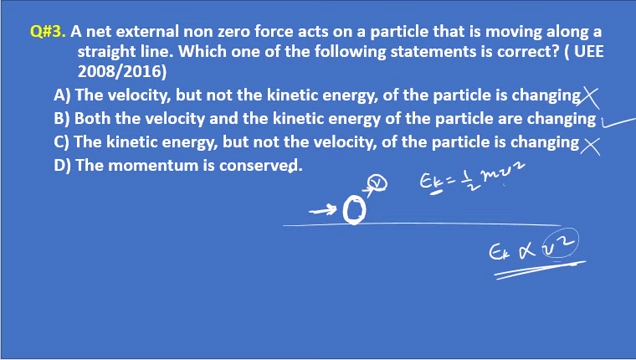 Q#3. A net external non zero force acts on a particle that is moving along a
straight line. Which one of the following statements is correct? ( UEE
2008/2016)
A) The velocity, but not the kinetic energy, of the particle is changing
B) Both the velocity and the kinetic energy of the particle are changing
C) The kinetic energy, but not the velocity, of the particle is changing
D) The momentum is conserved.
v
Ek = 1/2 mv²
Ek ∝ v²